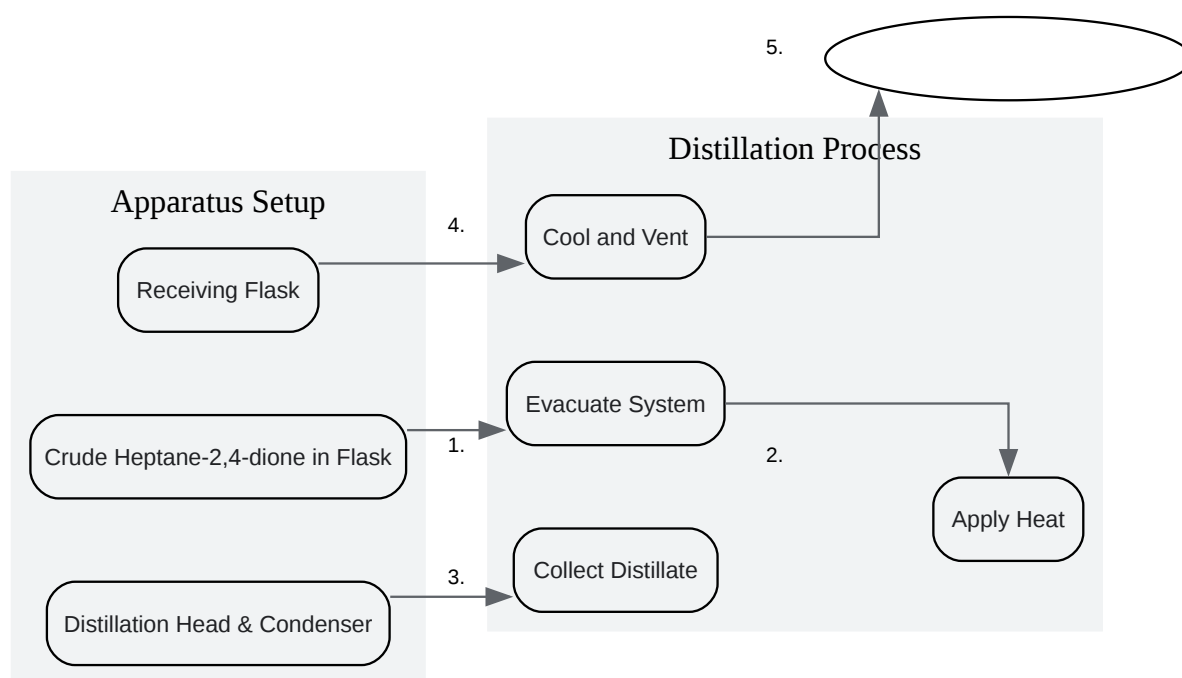 5.
Distillation Process
Apparatus Setup
4.
Cool and Vent
Receiving Flask
Evacuate System
1.
Crude Heptane-2,4-dione in Flask
2.
Apply Heat
3.
Collect Distillate
Distillation Head & Condenser